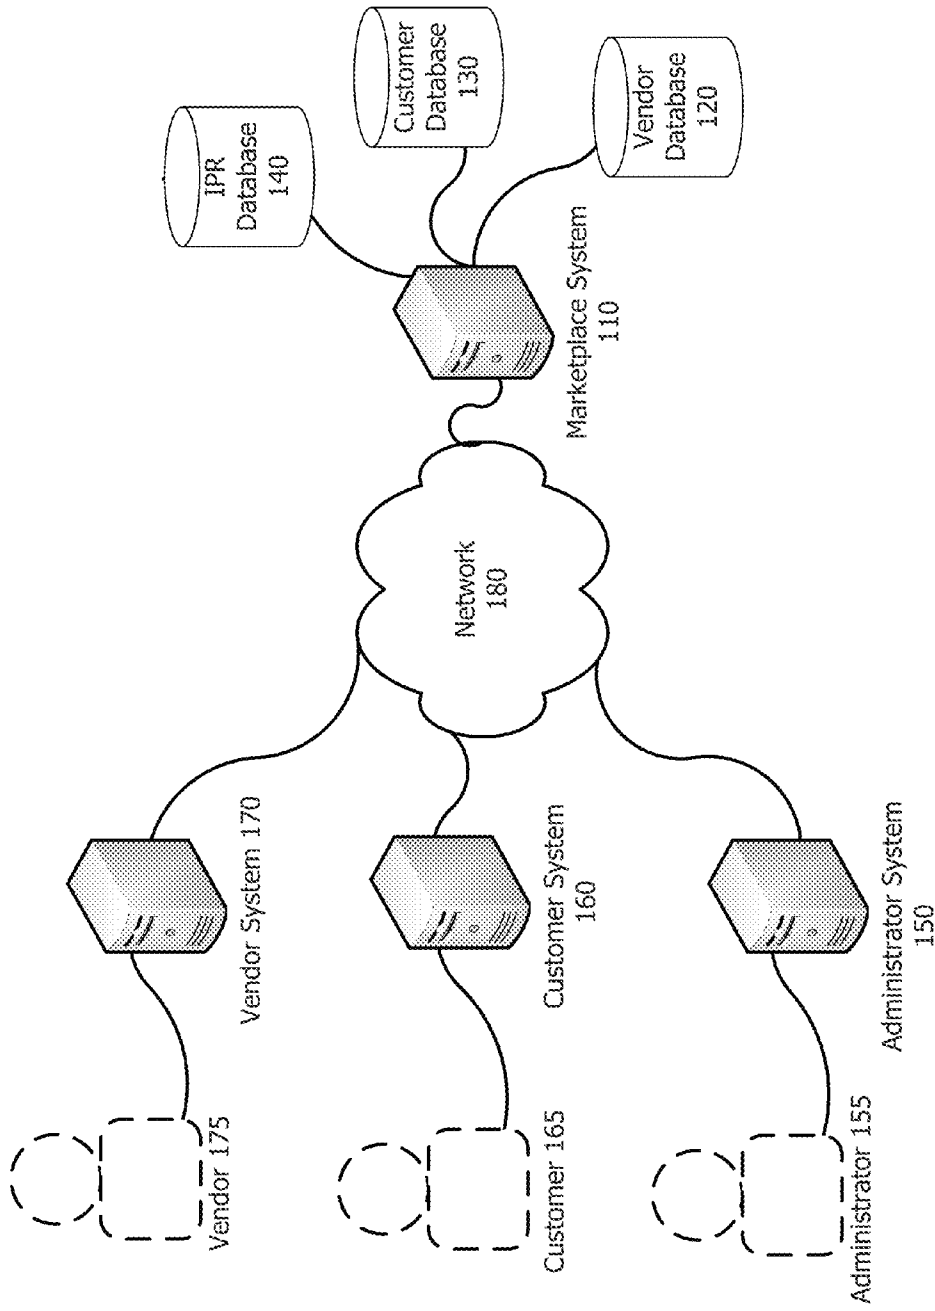 Vendor 175
Vendor System 170
IPR
Database
140
Customer
Database
130
Vendor
Database
120
Marketplace System
110
Network
180
Customer 165
Customer System
160
Administrator 155
Administrator System
150